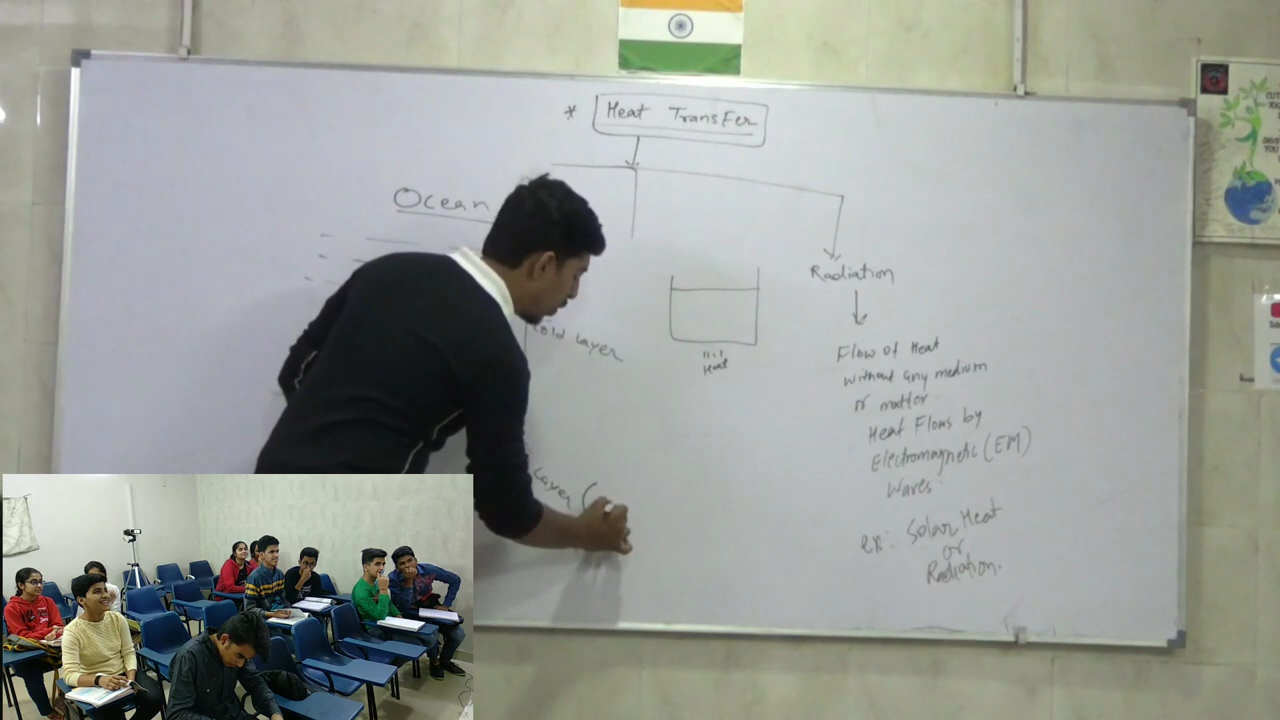 * Heat Transfer
Ocean
Radiation
Cold Layer
Heat
Flow of Heat
without any medium
or matter
Heat Flows by
Electromagnetic (EM)
Waves
Layer (
ex: Solar Heat
or
Radiation.